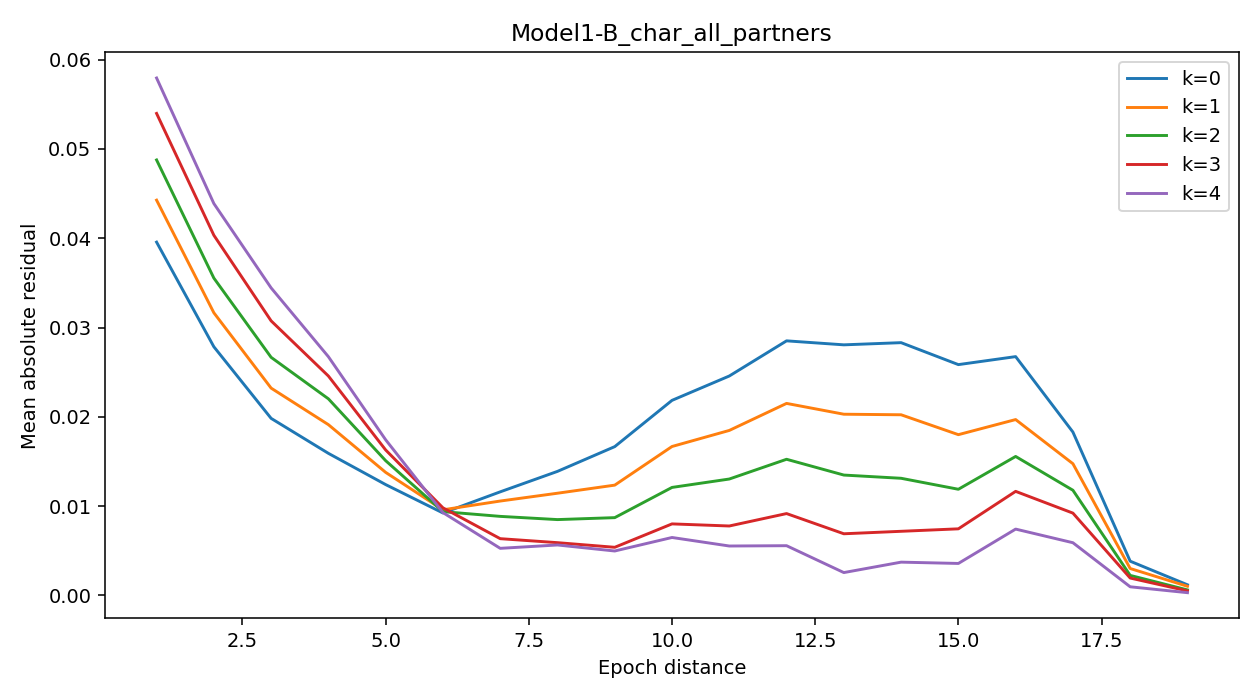 Model1-B_char_all_partners
k=0
k=1
k=2
k=3
k=4
Mean absolute residual
0.06
0.05
0.04
0.03
0.02
0.01
0.00
2.5 5.0 7.5 10.0 12.5 15.0 17.5
Epoch distance